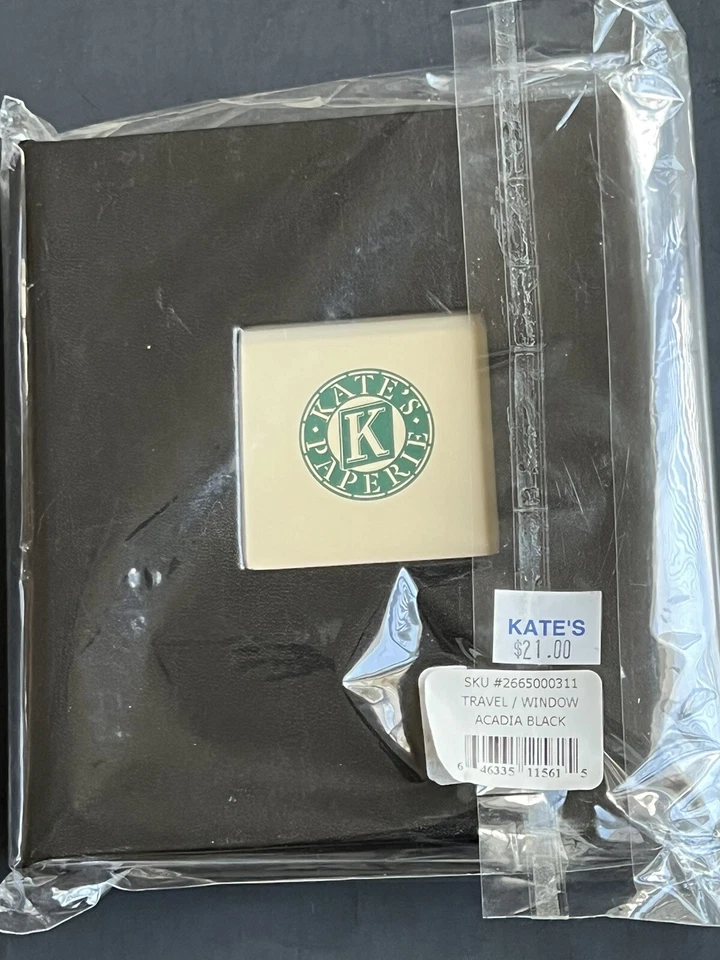 KATE'S
K
PAPERIE
KATE'S
$21.00
SKU #2665000311
TRAVEL / WINDOW
ACADIA BLACK
6 46335 11561 5